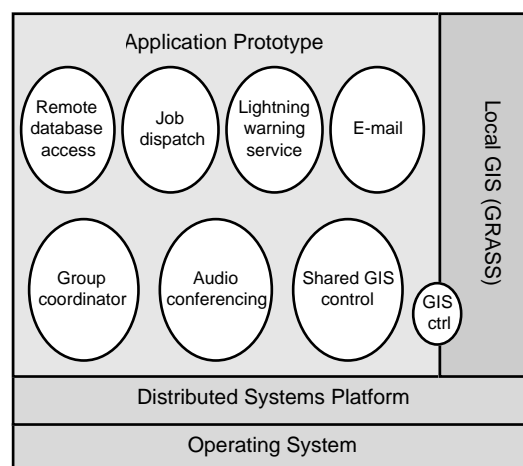 Application Prototype
Remote
database
access
Job
dispatch
Lightning
warning
service
E-mail
Group
coordinator
Audio
conferencing
Shared GIS
control
GIS
ctrl
Local GIS (GRASS)
Distributed Systems Platform
Operating System